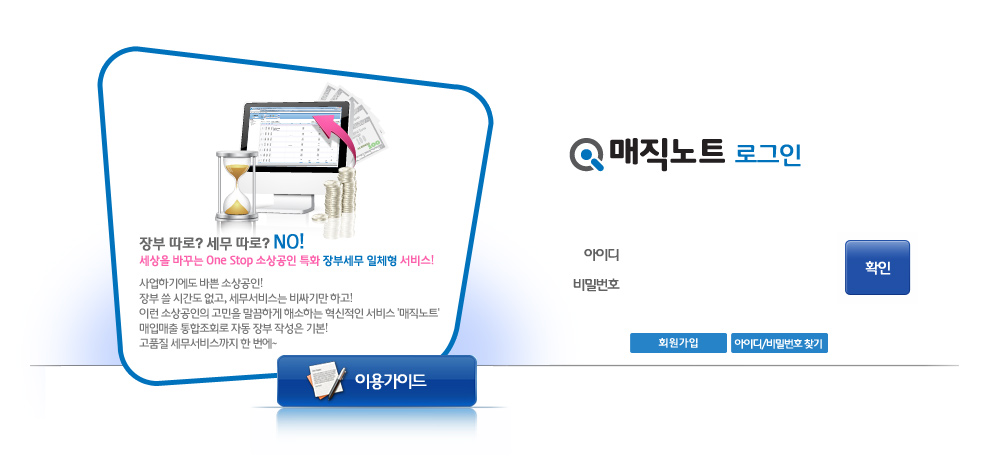 장부 따로? 세무 따로? NO!
세상을 바꾸는 One Stop 소상공인 특화 장부세무 일체형 서비스!
사업하기에도 바쁜 소상공인!
장부 쓸 시간도 없고, 세무서비스는 비싸기만 하고!
이런 소상공인의 고민을 말끔하게 해소하는 혁신적인 서비스 '매직노트'
매입매출 통합조회로 자동 장부 작성은 기본!
고품질 세무서비스까지 한 번에~
이용가이드
매직노트 로그인
아이디
비밀번호
확인
회원가입
아이디/비밀번호 찾기